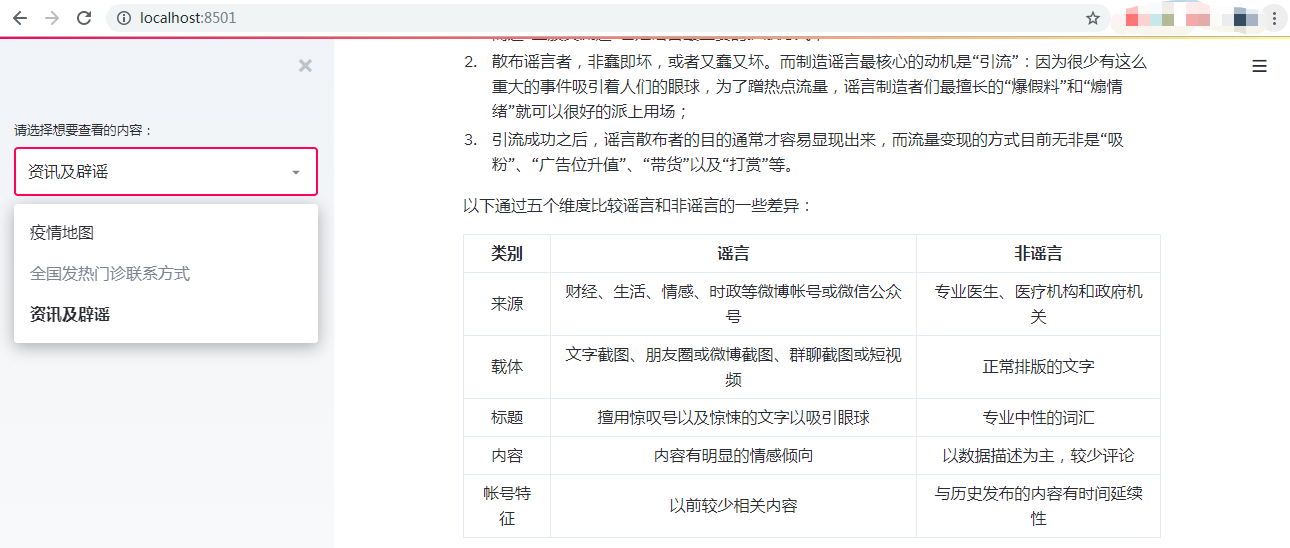 localhost:8501
请选择想要查看的内容：
资讯及辟谣
疫情地图
全国发热门诊联系方式
资讯及辟谣
2. 散布谣言者，非蠢即坏，或者又蠢又坏。而制造谣言最核心的动机是“引流”：因为很少有这么
重大的事件吸引着人们的眼球，为了蹭热点流量，谣言制造者们最擅长的“爆假料”和“煽情
绪”就可以很好的派上用场；
3. 引流成功之后，谣言散布者的目的通常才容易显现出来，而流量变现的方式目前无非是“吸
粉”、“广告位升值”、“带货”以及“打赏”等。
以下通过五个维度比较谣言和非谣言的一些差异：
类别 谣言 非谣言
来源 财经、生活、情感、时政等微博帐号或微信公众
号 专业医生、医疗机构和政府机
关
载体 文字截图、朋友圈或微博截图、群聊截图或短视
频 正常排版的文字
标题 擅用惊叹号以及惊悚的文字以吸引眼球 专业中性的词汇
内容 内容有明显的情感倾向 以数据描述为主，较少评论
帐号特
征 以前较少相关内容 与历史发布的内容有时间延续
性